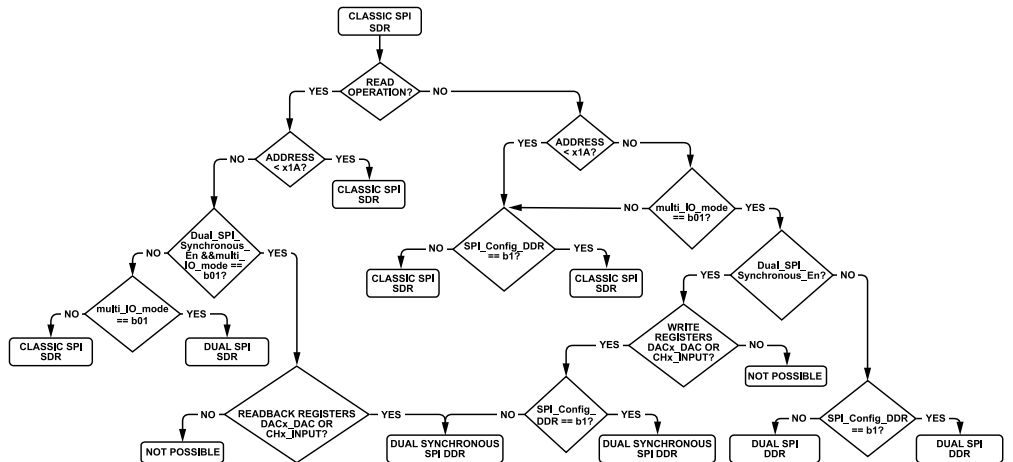 CLASSIC SPI
SDR
READ
OPERATION?
YES
NO
ADDRESS
< x1A?
NO
YES
ADDRESS
< x1A?
YES
NO
CLASSIC SPI
SDR
multi_IO_mode
== b01?
NO
YES
Dual_SPI_
Synchronous_
En &&multi_
IO_mode ==
b01?
NO
YES
SPI_Config_DDR
== b1?
NO
YES
CLASSIC SPI
SDR
CLASSIC SPI
SDR
Dual_SPI_
Synchronous_En?
YES
NO
multi_IO_mode
== b01
NO
YES
CLASSIC SPI
SDR
DUAL SPI
SDR
WRITE
REGISTERS
DACx_DAC OR
CHx_INPUT?
YES
NO
NOT POSSIBLE
READBACK REGISTERS
DACx_DAC OR
CHx_INPUT?
NO
YES
SPI_Config_
DDR == b1?
NO
YES
SPI_Config_DDR
== b1?
NO
YES
NOT POSSIBLE
DUAL SYNCHRONOUS
SPI DDR
DUAL SYNCHRONOUS
SPI DDR
DUAL SPI
DDR
DUAL SPI
DDR